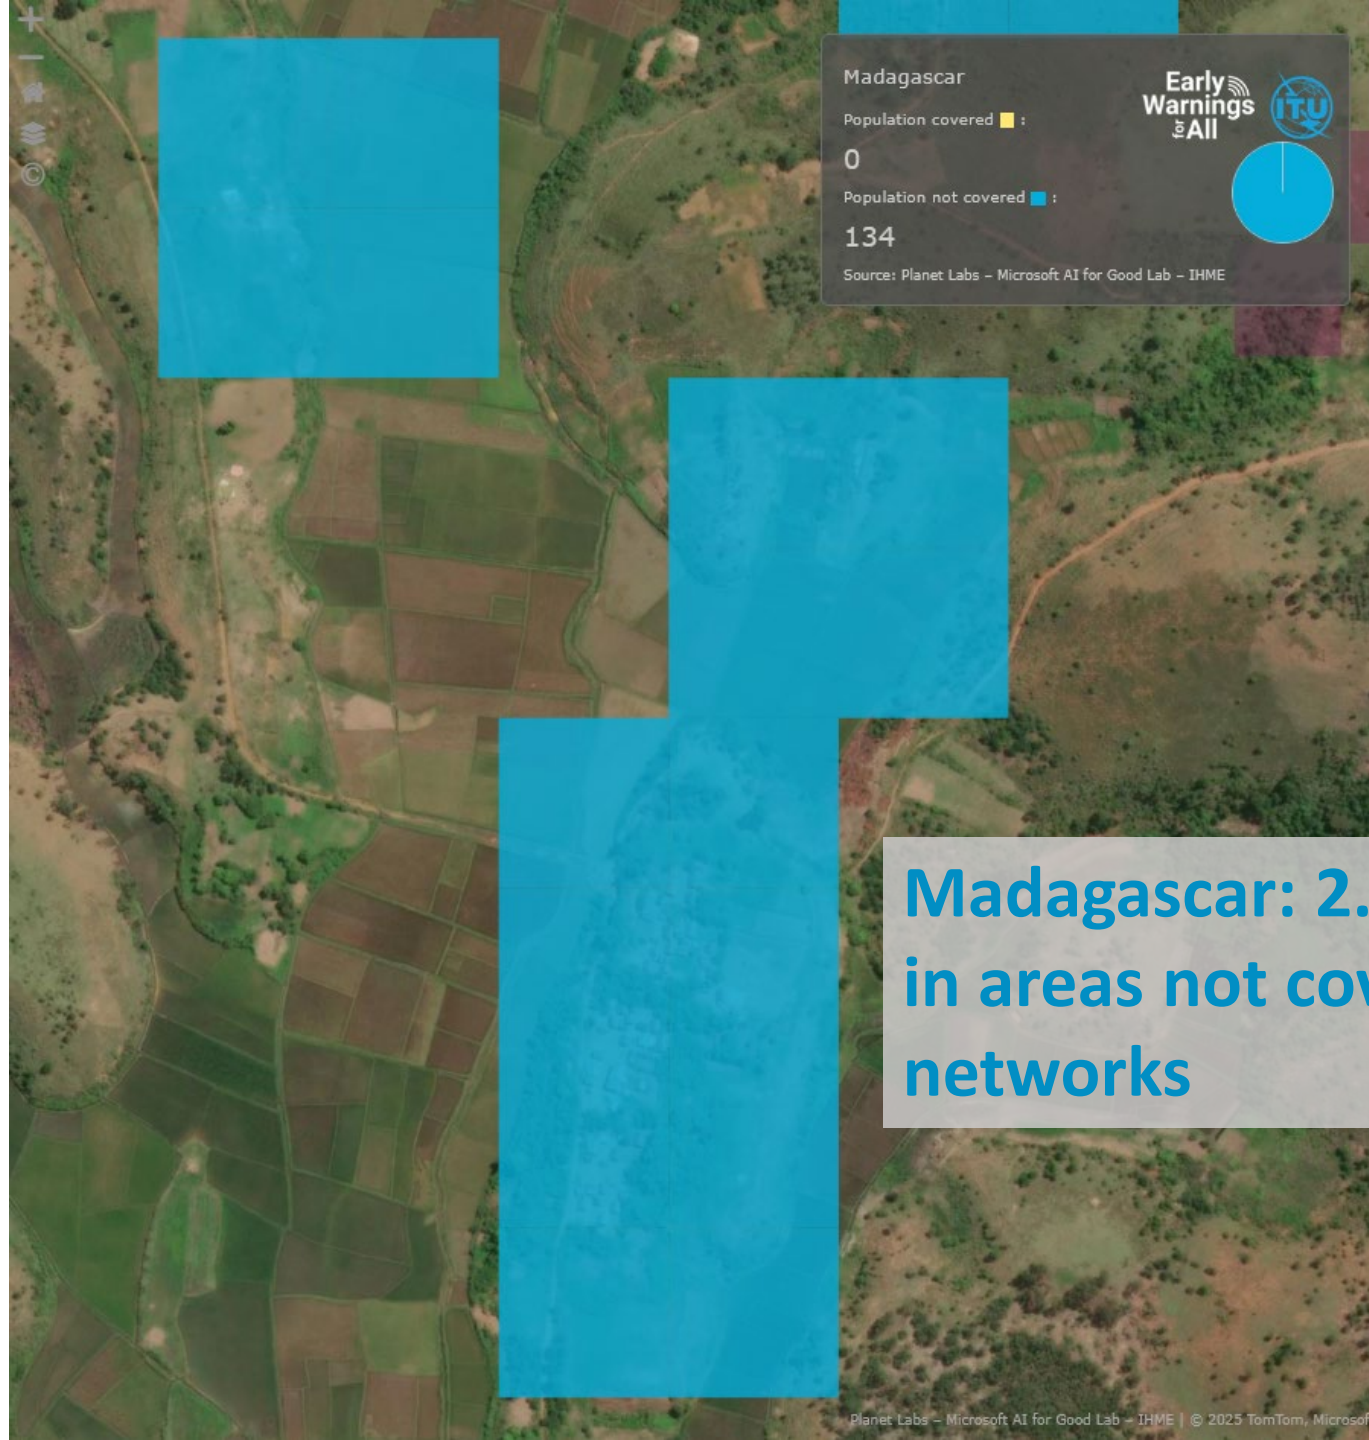 Madagascar
Population covered :
0
Population not covered :
134
Source: Planet Labs – Microsoft AI for Good Lab – IHME
Early
Warnings
for
All
ITU
Madagascar: 2.
in areas not cov
networks
Planet Labs – Microsoft AI for Good Lab – IHME | © 2025 TomTom, Microsof